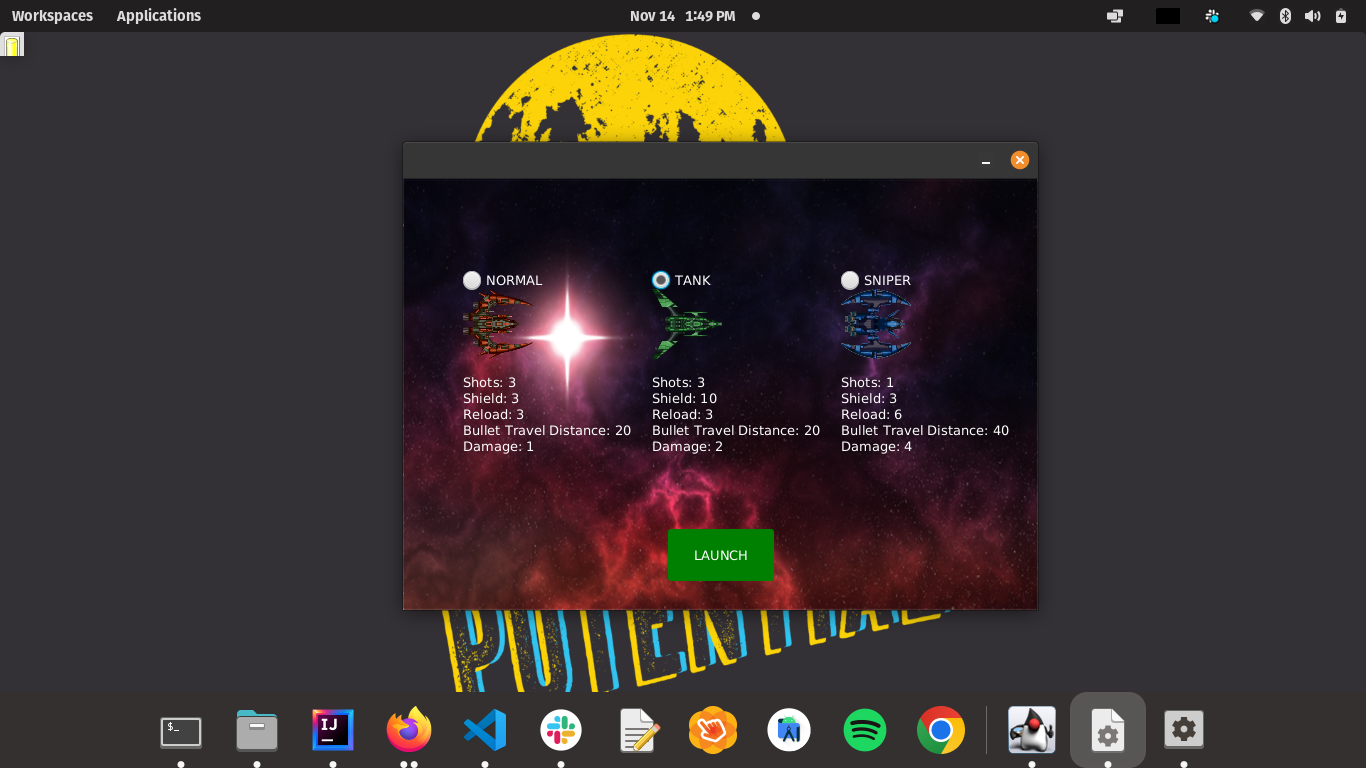 Workspaces Applications Nov 14 1:49 PM
NORMAL TANK SNIPER
Shots: 3
Shield: 3
Reload: 3
Bullet Travel Distance: 20
Damage: 1
Shots: 3
Shield: 10
Reload: 3
Bullet Travel Distance: 20
Damage: 2
Shots: 1
Shield: 3
Reload: 6
Bullet Travel Distance: 40
Damage: 4
LAUNCH
$_
IJ